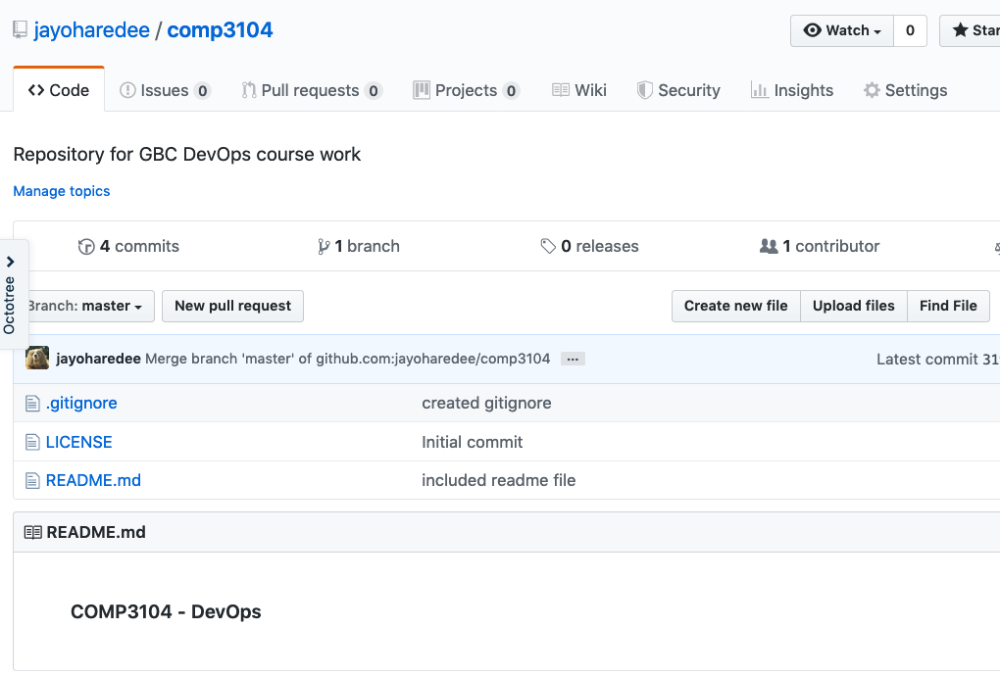 jayoharedee / comp3104
Watch 0
Code Issues 0 Pull requests 0 Projects 0 Wiki Security Insights Settings
Repository for GBC DevOps course work
Manage topics
4 commits 1 branch 0 releases 1 contributor
Octotree
Branch: master New pull request Create new file Upload files Find File
jayoharedee Merge branch 'master' of github.com:jayoharedee/comp3104 ... Latest commit
.gitignore created gitignore
LICENSE Initial commit
README.md included readme file
README.md
COMP3104 - DevOps